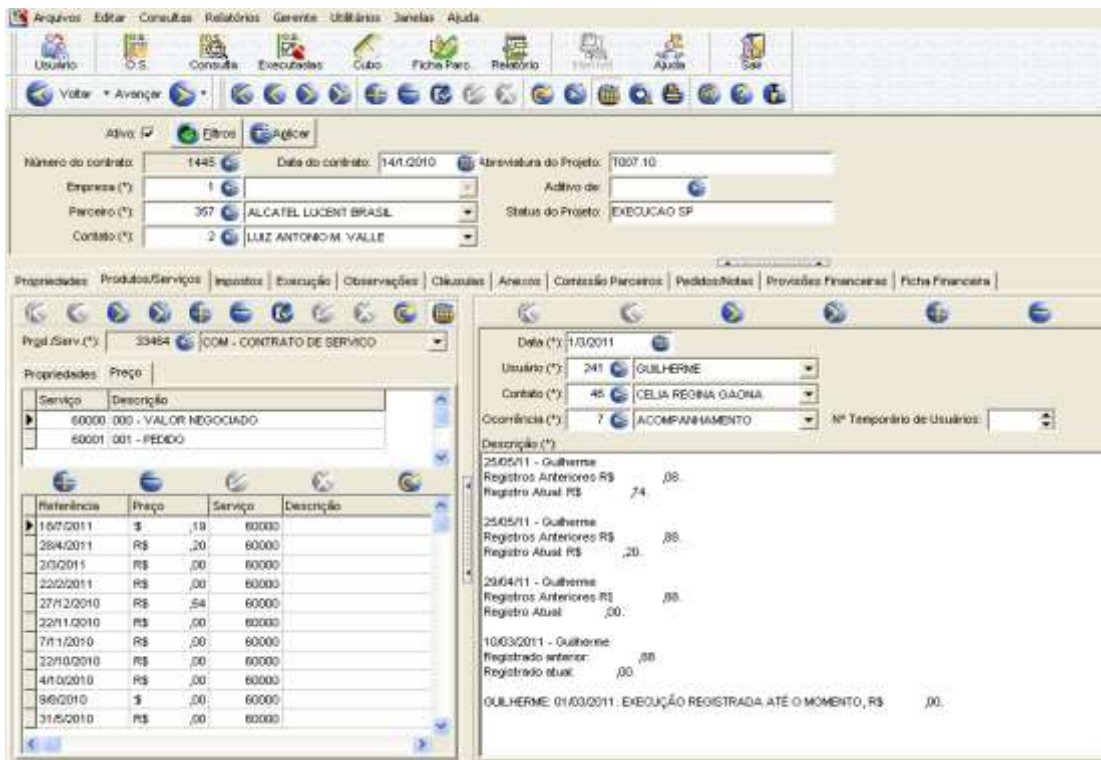 Arquivos Editar Consultas Relatórios Gerente Utilitários Janelas Ajuda
Usuário O.S. Consulta Executadas Cubo Ficha Parc. Relatório Ajuda Sair
Voltar Avançar
Ativo: Filtros Aplicar
Número do contrato: 1445 Data do contrato: 14/1/2010 Abreviatura do Projeto: T007.10
Empresa (*): 1 Aditivo de:
Parceiro (*): 357 ALCATEL LUCENT BRASIL Status do Projeto: EXECUCAO SP
Contato (*): 2 LUIZ ANTONIO M. VALLE
Propriedades Produtos/Serviços Impostos Execução Observações Cláusulas Anexos Comissão Parceiros Pedidos/Notas Provisões Financeiras Ficha Financeira
Prod./Serv.(*): 33464 COM - CONTRATO DE SERVICO
Propriedades Preço
Serviço Descrição
60000 000 - VALOR NEGOCIADO
60001 001 - PEDIDO
Referência Preço Serviço Descrição
16/7/2011 $ ,19 60000
28/4/2011 R$ ,20 60000
2/3/2011 R$ ,00 60000
22/2/2011 R$ ,00 60000
27/12/2010 R$ ,64 60000
22/11/2010 R$ ,00 60000
7/11/2010 R$ ,00 60000
22/10/2010 R$ ,00 60000
4/10/2010 R$ ,00 60000
9/9/2010 $ ,00 60000
31/5/2010 R$ ,00 60000
Data (*): 1/3/2011
Usuário (*): 241 GUILHERME
Contato (*): 46 CELIA REGINA GAONA
Ocorrência (*): 7 ACOMPANHAMENTO Nº Temporário de Usuários:
Descrição (*)
25/05/11 - Guilherme
Registros Anteriores R$ ,08.
Registro Atual R$ ,74.
25/05/11 - Guilherme
Registros Anteriores R$ ,88.
Registro Atual R$ ,20.
29/04/11 - Guilherme
Registros Anteriores R$ ,88.
Registro Atual ,00.
10/03/2011 - Guilherme
Registrado anterior: ,88
Registrado atual: ,00.
GUILHERME: 01/03/2011. EXECUÇÃO REGISTRADA ATÉ O MOMENTO, R$ ,00.